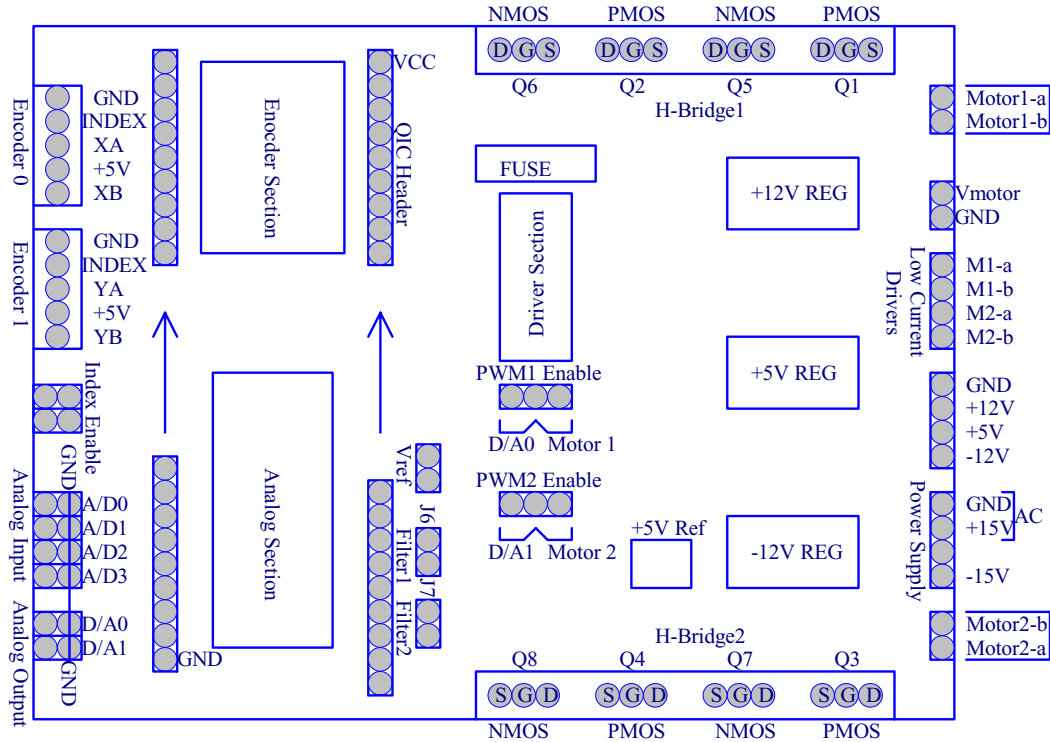 NMOS PMOS NMOS PMOS
D G S D G S D G S D G S
Q6 Q2 Q5 Q1
H-Bridge1
VCC
QIC Header
Enocder Section
Encoder 0
GND
INDEX
XA
+5V
XB
Encoder 1
GND
INDEX
YA
+5V
YB
Index Enable
FUSE
Driver Section
+12V REG
+5V REG
-12V REG
Motor1-a
Motor1-b
Vmotor
GND
Low Current
Drivers
M1-a
M1-b
M2-a
M2-b
GND
+12V
+5V
-12V
Power Supply
GND
+15V
AC
-15V
Motor2-b
Motor2-a
PWM1 Enable
D/A0 Motor 1
PWM2 Enable
D/A1 Motor 2
+5V Ref
Vref
J6
Filter1
J7
Filter2
Analog Section
GND
GND
Analog Input
A/D0
A/D1
A/D2
A/D3
Analog Output
D/A0
D/A1
GND
H-Bridge2
Q8 Q4 Q7 Q3
S G D S G D S G D S G D
NMOS PMOS NMOS PMOS